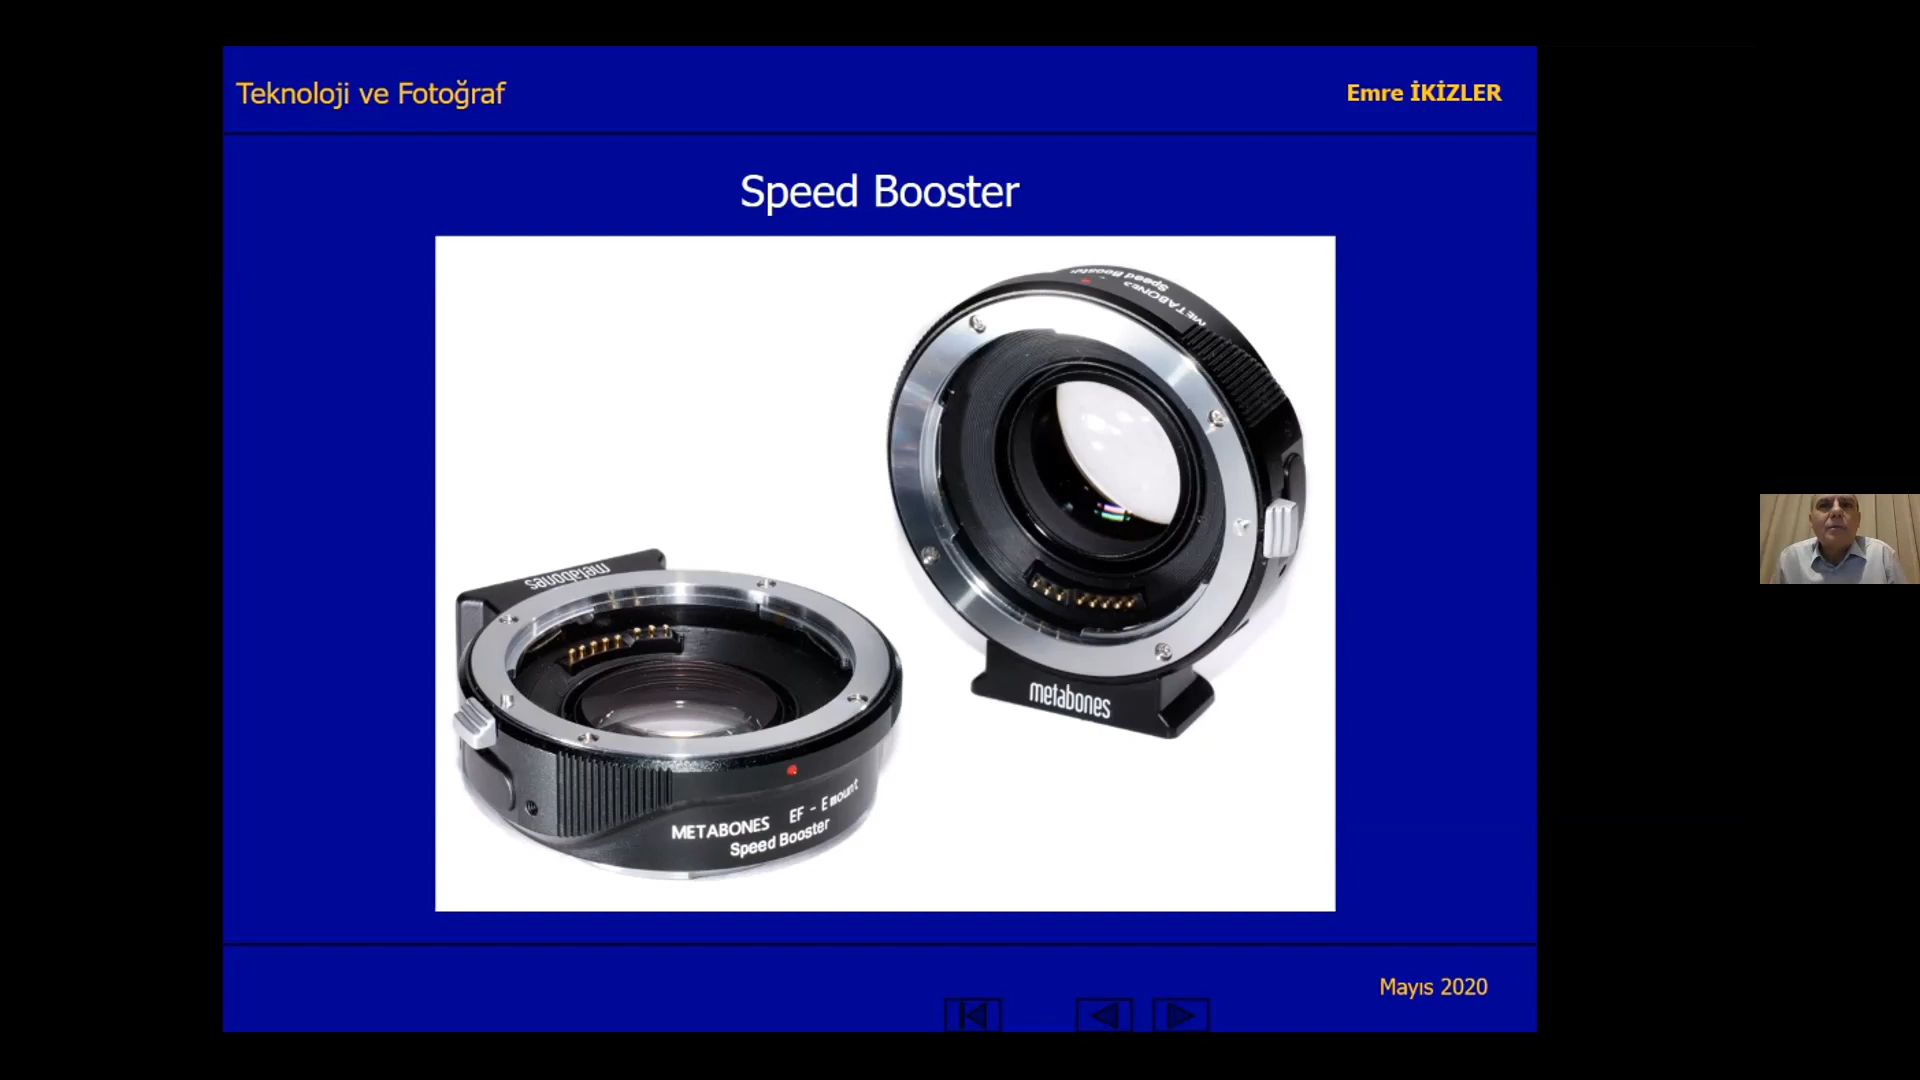 Teknoloji ve Fotoğraf
Emre İKİZLER
Speed Booster
Speed Booster
METABONES
metabones
metabones
METABONES EF - E mount
Speed Booster
Mayıs 2020